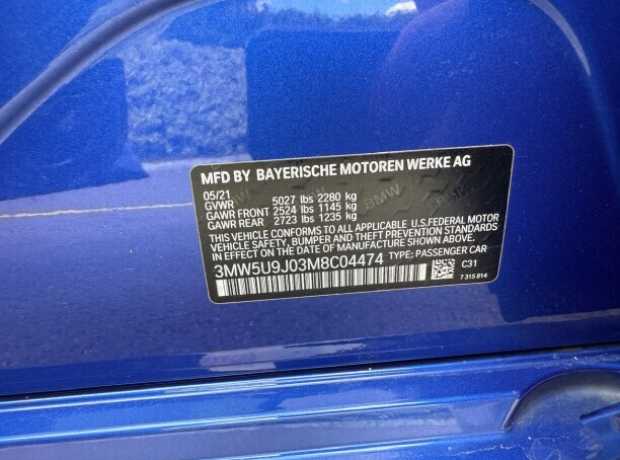 MFD BY BAYERISCHE MOTOREN WERKE AG
05/21
GVWR 5027 lbs 2280 kg
GAWR FRONT 2524 lbs 1145 kg
GAWR REAR 2723 lbs 1235 kg
THIS VEHICLE CONFORMS TO ALL APPLICABLE U.S.FEDERAL MOTOR
VEHICLE SAFETY, BUMPER AND THEFT PREVENTION STANDARDS
IN EFFECT ON THE DATE OF MANUFACTURE SHOWN ABOVE.
3MW5U9J03M8C04474 TYPE: PASSENGER CAR
C31
7 315 814
BMW